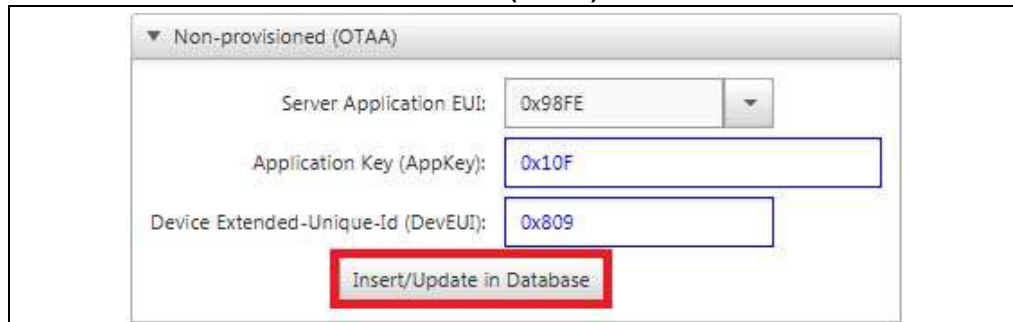 Non-provisioned (OTAA)
Server Application EUI: 0x98FE
Application Key (AppKey): 0x10F
Device Extended-Unique-Id (DevEUI): 0x809
Insert/Update in Database